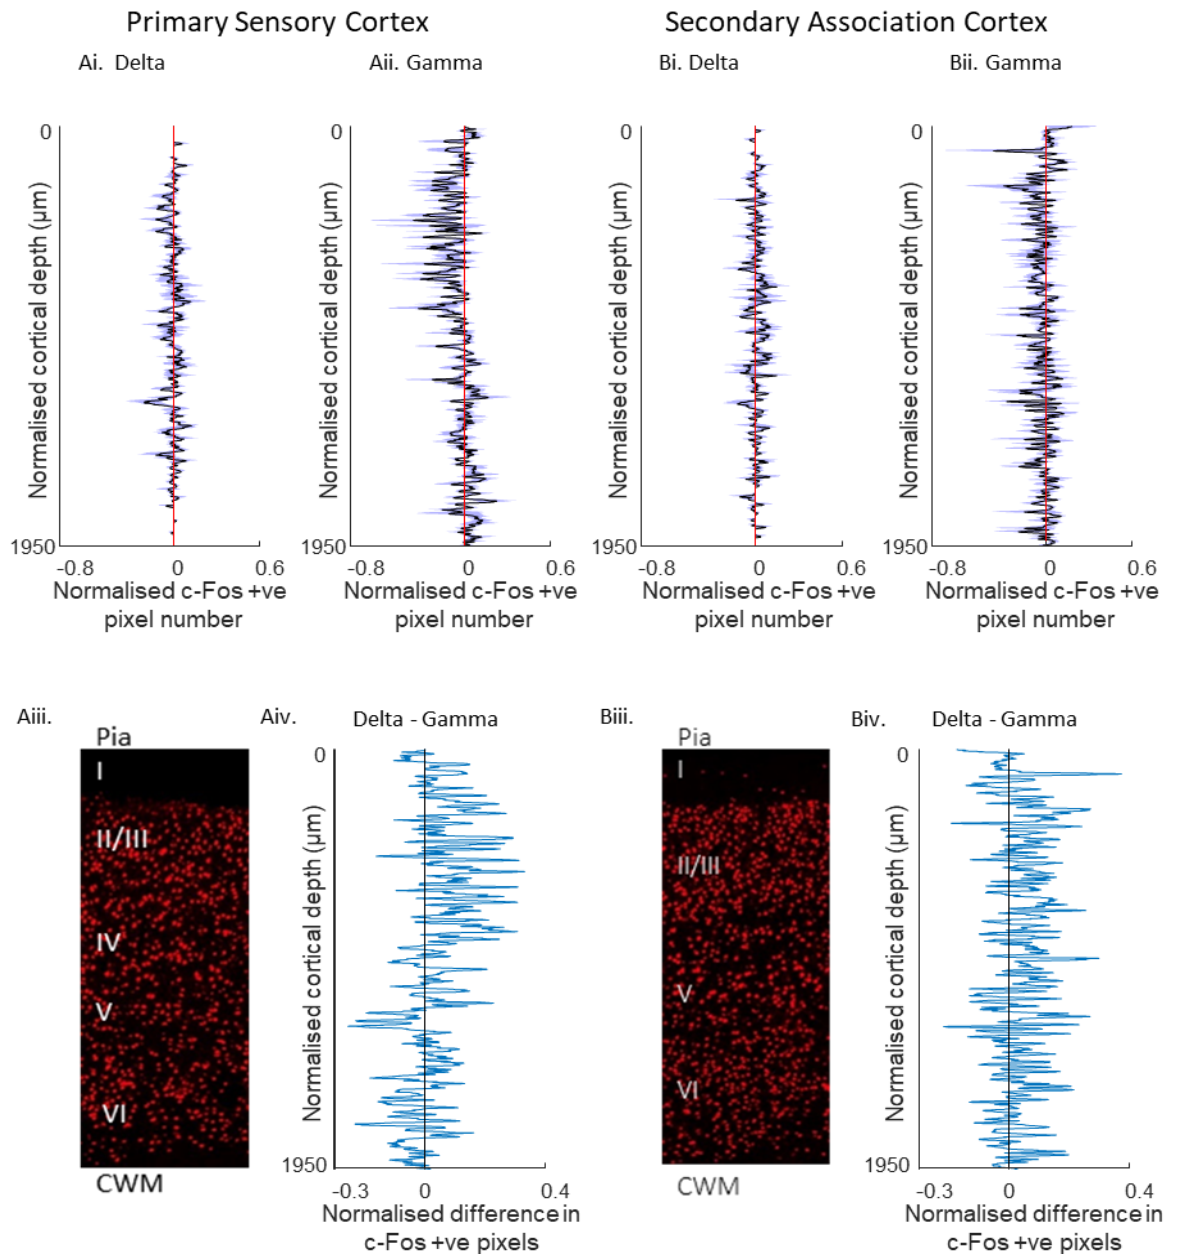 Primary Sensory Cortex
Secondary Association Cortex
Ai. Delta
Aii. Gamma
Bi. Delta
Bii. Gamma
0
Normalised cortical depth (µm)
1950
-0.8 0 0.6
Normalised c-Fos +ve
pixel number
0
Normalised cortical depth (µm)
1950
-0.8 0 0.6
Normalised c-Fos +ve
pixel number
0
Normalised cortical depth (µm)
1950
-0.8 0 0.6
Normalised c-Fos +ve
pixel number
0
Normalised cortical depth (µm)
1950
-0.8 0 0.6
Normalised c-Fos +ve
pixel number
Aiii.
Pia
I
II/III
IV
V
VI
CWM
Aiv.
Delta - Gamma
0
Normalised cortical depth (µm)
1950
-0.3 0 0.4
Normalised difference in
c-Fos +ve pixels
Biii.
Pia
I
II/III
V
VI
CWM
Biv.
Delta - Gamma
0
Normalised cortical depth (µm)
1950
-0.3 0 0.4
Normalised difference in
c-Fos +ve pixels